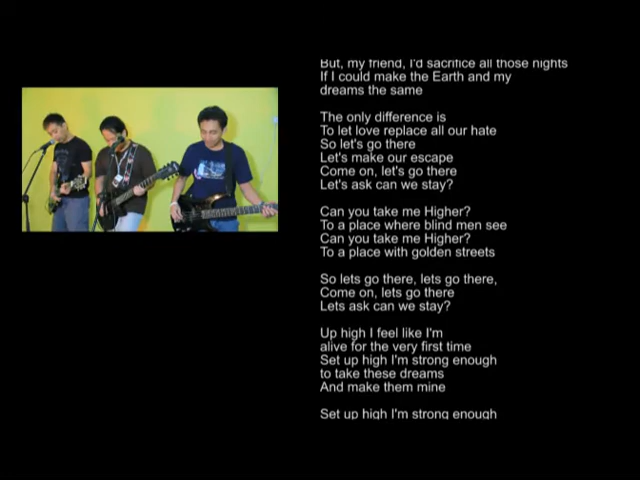 But, my friend, I'd sacrifice all those nights
If I could make the Earth and my
dreams the same
The only difference is
To let love replace all our hate
So let's go there
Let's make our escape
Come on, let's go there
Let's ask can we stay?
Can you take me Higher?
To a place where blind men see
Can you take me Higher?
To a place with golden streets
So lets go there, lets go there,
Come on, lets go there
Lets ask can we stay?
Up high I feel like I'm
alive for the very first time
Set up high I'm strong enough
to take these dreams
And make them mine
Set up high I'm strong enough